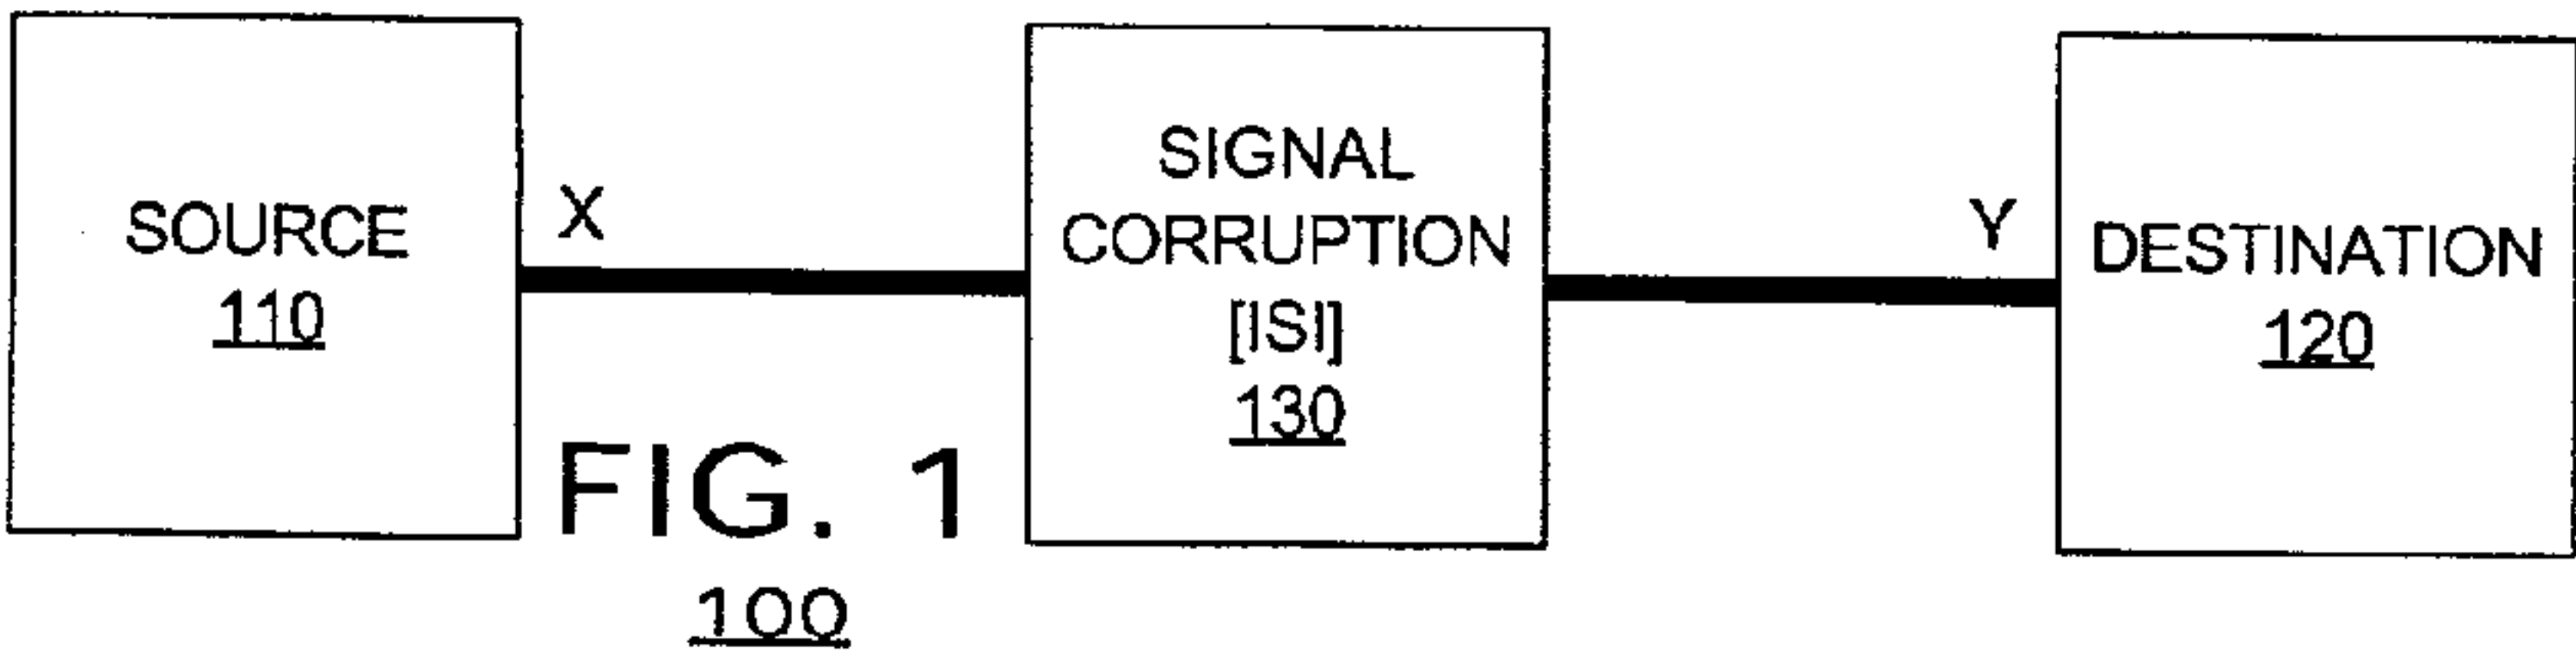 SOURCE
110
X
SIGNAL
CORRUPTION
[ISI]
130
Y
DESTINATION
120
FIG. 1
100